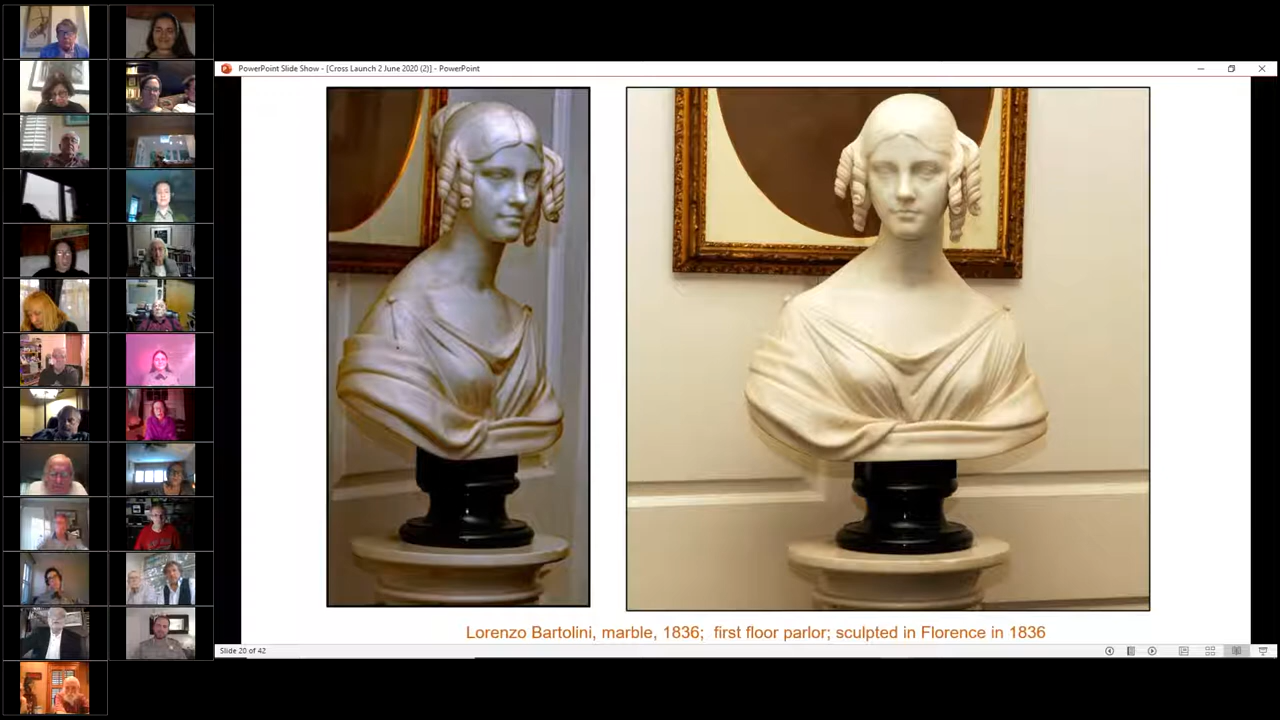 PowerPoint Slide Show - [Cross Launch 2 June 2020 (2)] - PowerPoint
Lorenzo Bartolini, marble, 1836;  first floor parlor; sculpted in Florence in 1836
Slide 20 of 42